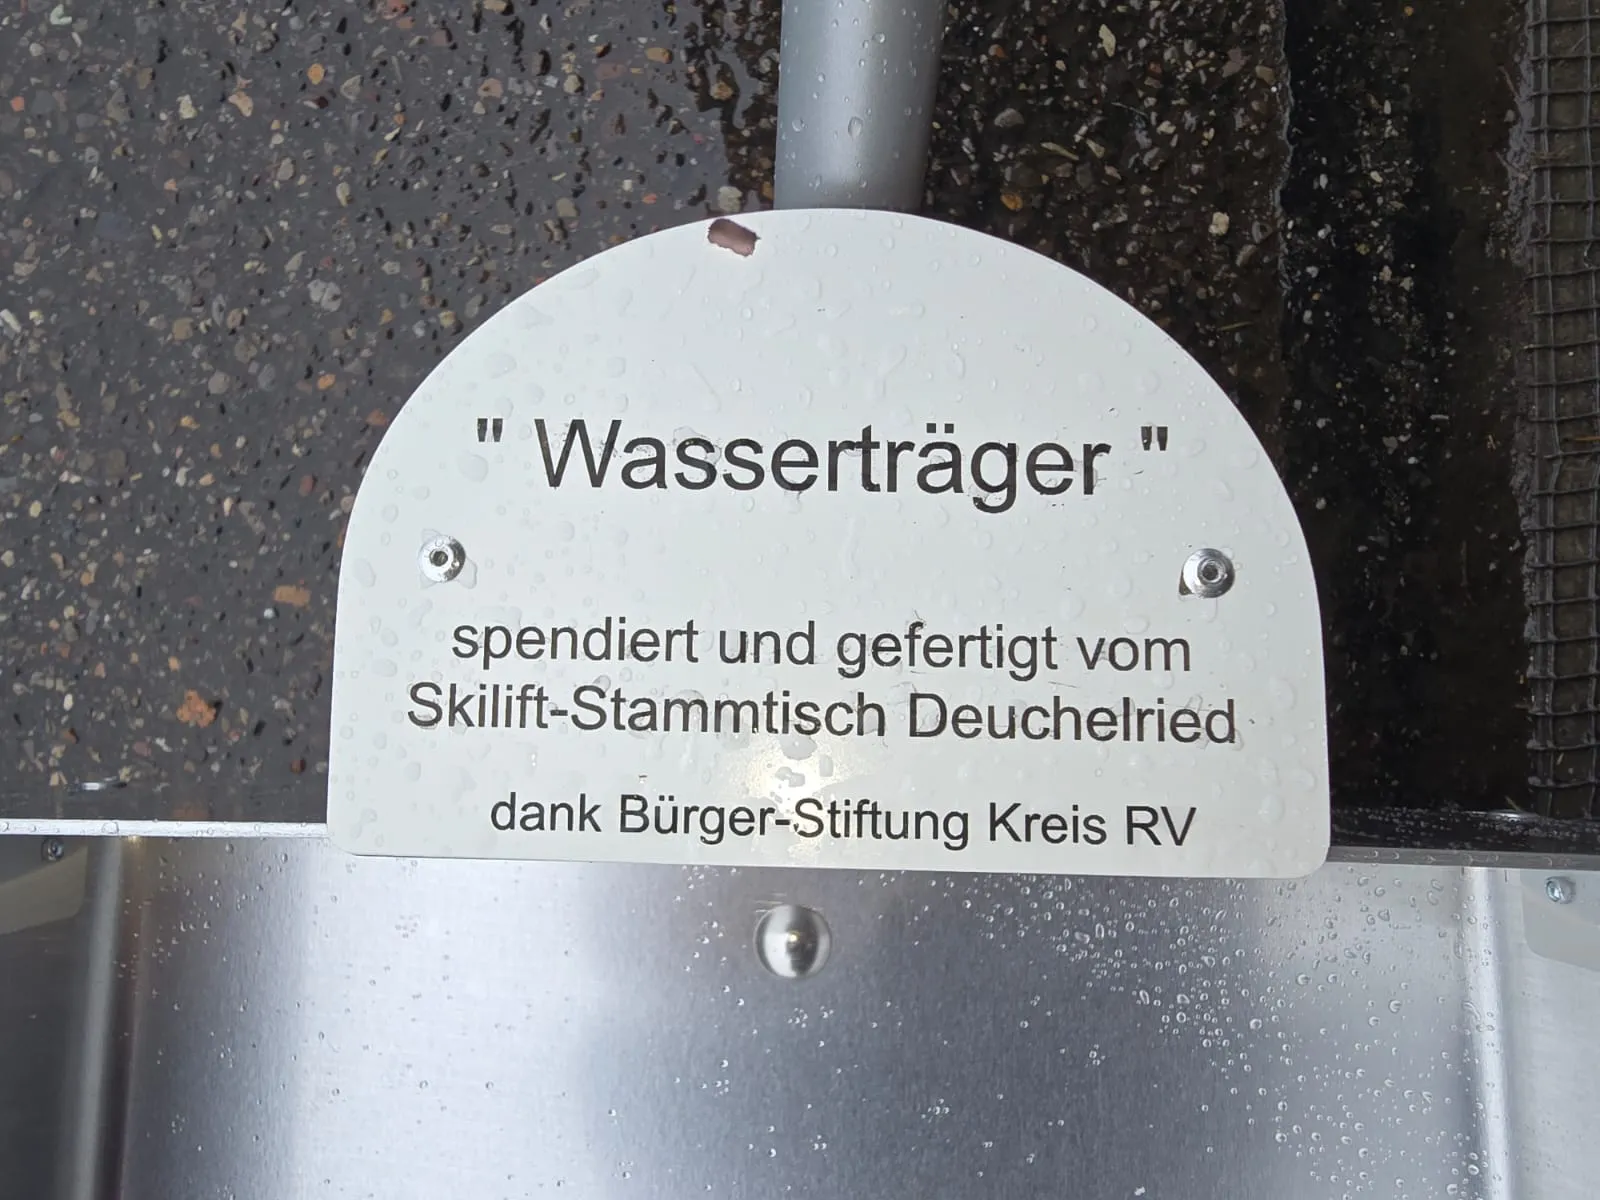 " Wasserträger "
spendiert und gefertigt vom
Skilift-Stammtisch Deuchelried
dank Bürger-Stiftung Kreis RV